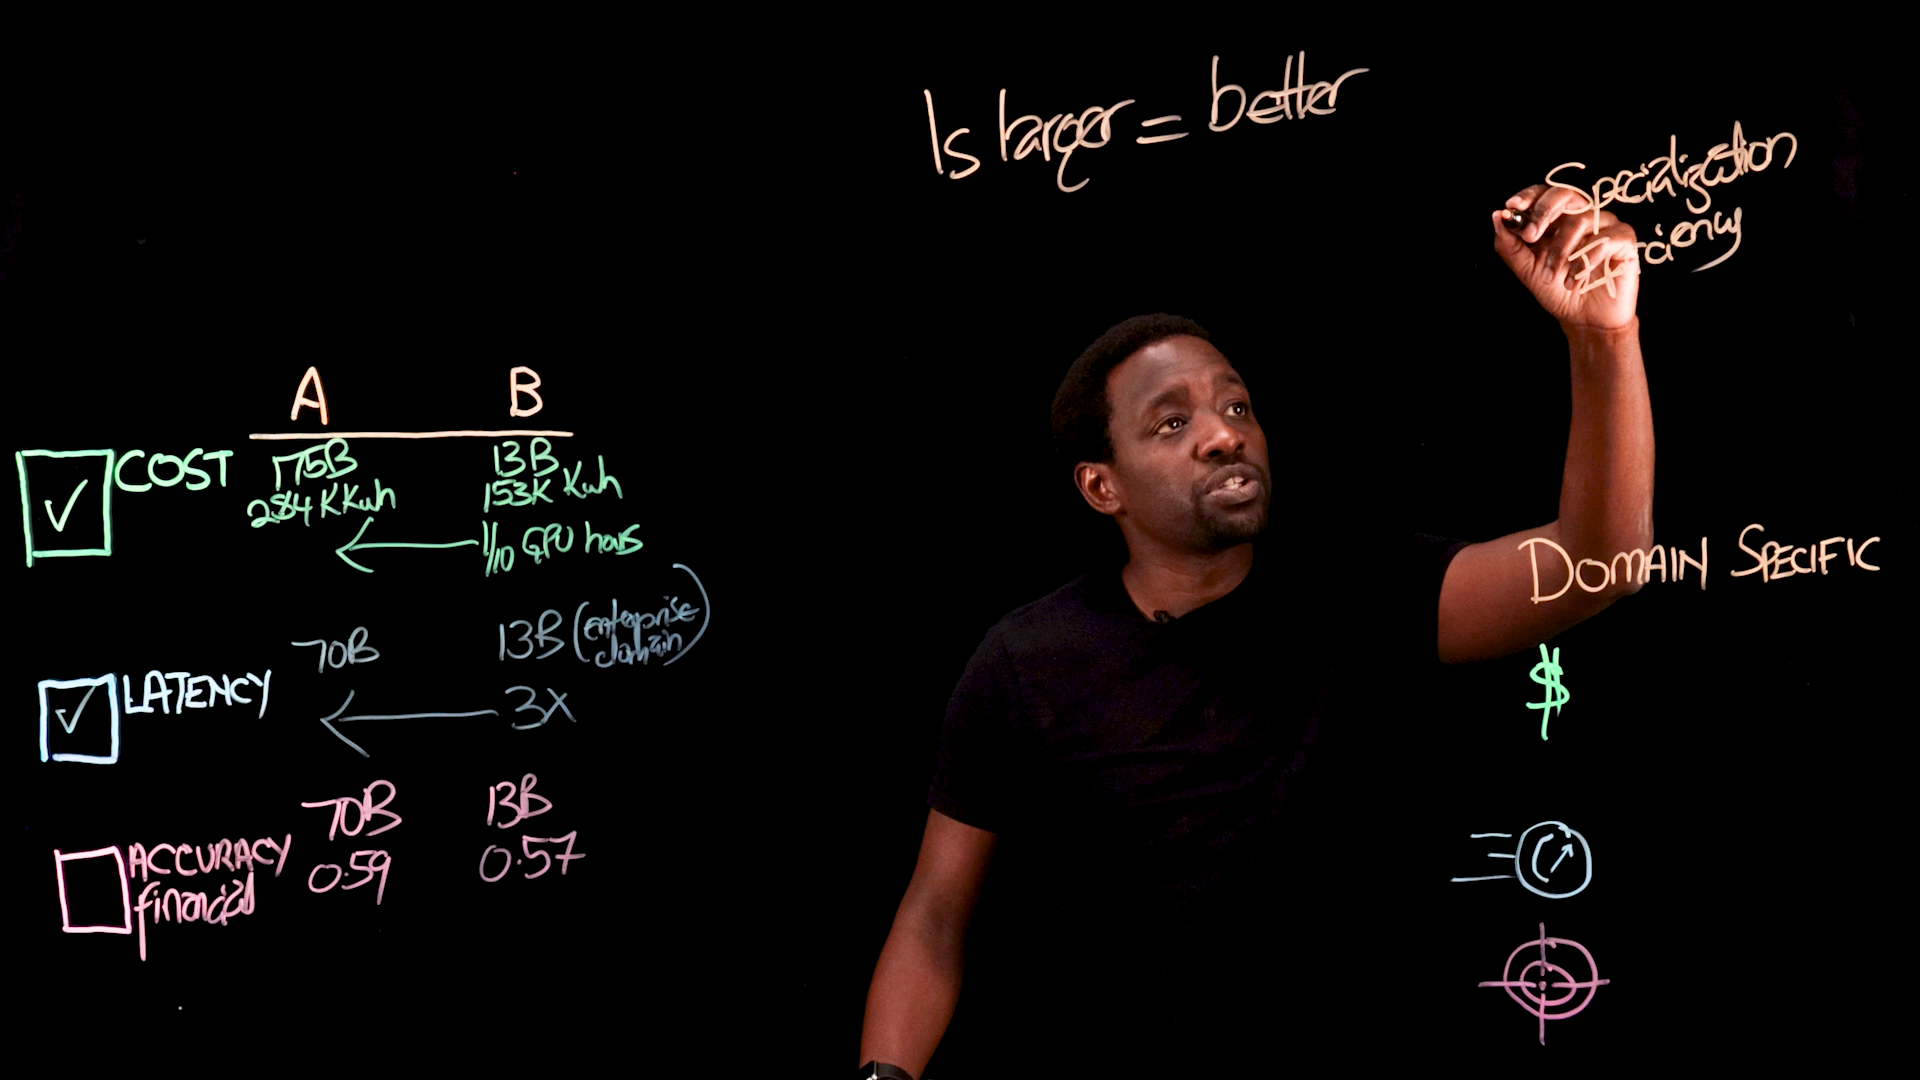 Is larger = better
Specialization
Efficiency
A B
COST 175B 13B
284K Kwh 153K Kwh
1/10 GPU hours
70B 13B (enterprise domain)
LATENCY
3X
70B 13B
ACCURACY 0.59 0.57
financial
DOMAIN SPECIFIC
$